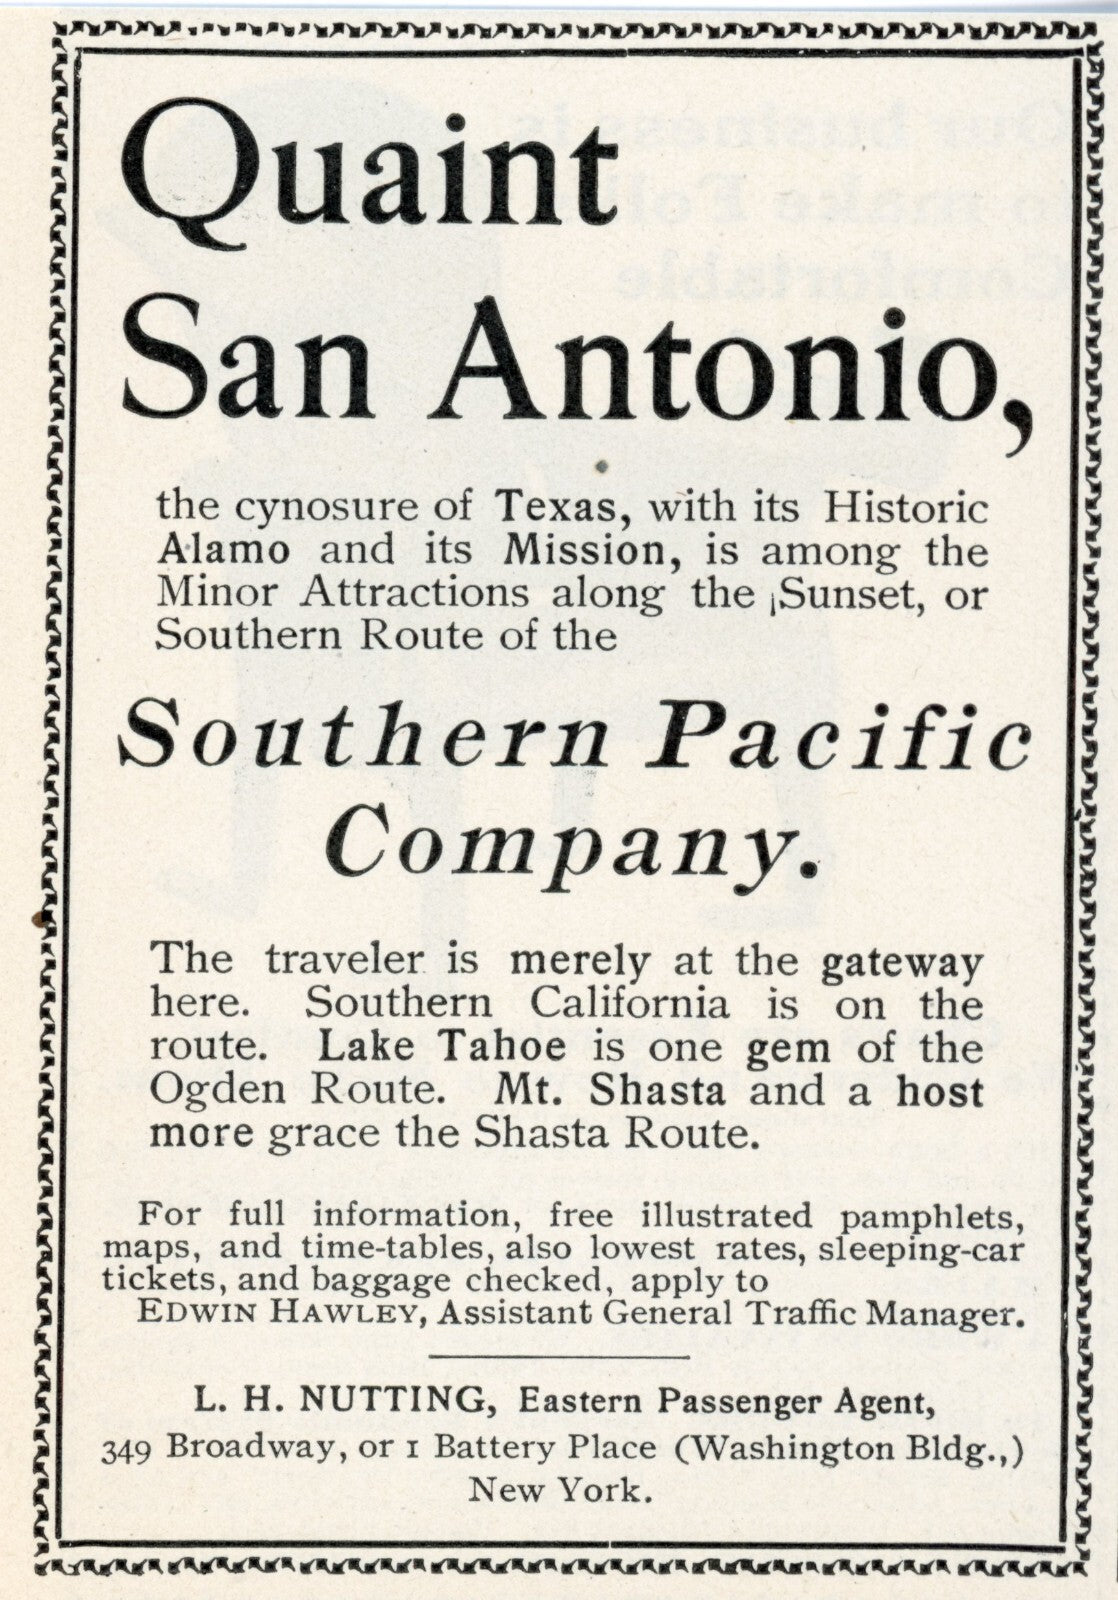 Quaint
San Antonio,
the cynosure of Texas, with its Historic
Alamo and its Mission, is among the
Minor Attractions along the Sunset, or
Southern Route of the
Southern Pacific
Company.
The traveler is merely at the gateway
here. Southern California is on the
route. Lake Tahoe is one gem of the
Ogden Route. Mt. Shasta and a host
more grace the Shasta Route.
For full information, free illustrated pamphlets,
maps, and time-tables, also lowest rates, sleeping-car
tickets, and baggage checked, apply to
EDWIN HAWLEY, Assistant General Traffic Manager.
L. H. NUTTING, Eastern Passenger Agent,
349 Broadway, or 1 Battery Place (Washington Bldg.,)
New York.